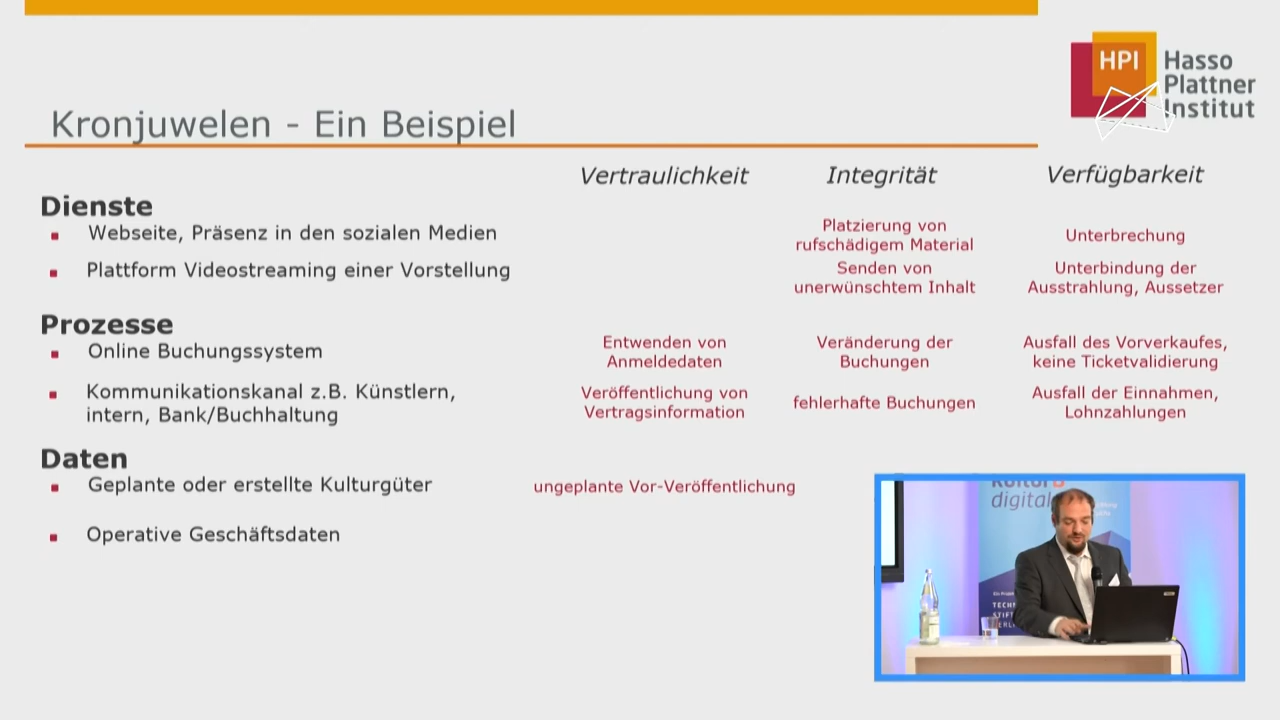 HPI Hasso
Plattner
Institut
Kronjuwelen - Ein Beispiel
Vertraulichkeit Integrität Verfügbarkeit
Dienste
Webseite, Präsenz in den sozialen Medien
Platzierung von
rufschädigem Material
Unterbrechung
Plattform Videostreaming einer Vorstellung
Senden von
unerwünschtem Inhalt
Unterbindung der
Ausstrahlung, Aussetzer
Prozesse
Online Buchungssystem
Entwenden von
Anmeldedaten
Veränderung der
Buchungen
Ausfall des Vorverkaufes,
keine Ticketvalidierung
Kommunikationskanal z.B. Künstlern,
intern, Bank/Buchhaltung
Veröffentlichung von
Vertragsinformation
fehlerhafte Buchungen
Ausfall der Einnahmen,
Lohnzahlungen
Daten
Geplante oder erstellte Kulturgüter
ungeplante Vor-Veröffentlichung
Operative Geschäftsdaten
digital